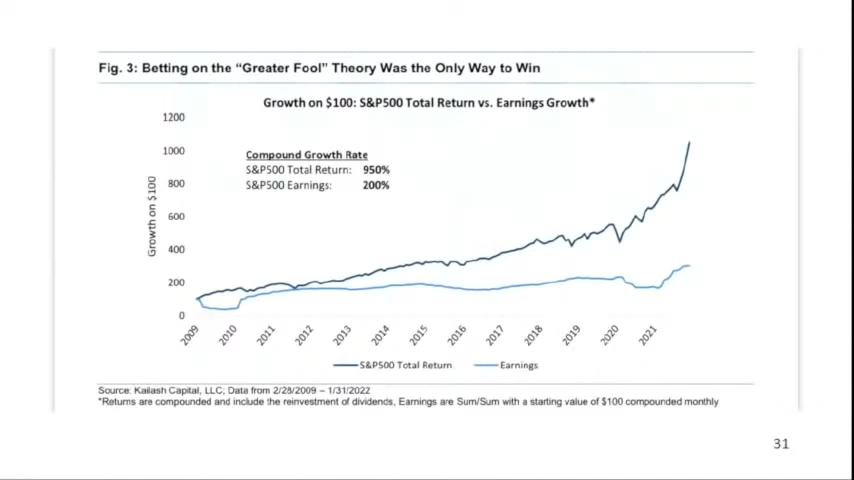 Fig. 3: Betting on the “Greater Fool” Theory Was the Only Way to Win
Growth on $100: S&P500 Total Return vs. Earnings Growth*
1200
1000
800
600
400
200
0
Growth on $100
Compound Growth Rate
S&P500 Total Return: 950%
S&P500 Earnings: 200%
2009 2010 2011 2012 2013 2014 2015 2016 2017 2018 2019 2020 2021
S&P500 Total Return Earnings
Source: Kailash Capital, LLC; Data from 2/28/2009 – 1/31/2022
*Returns are compounded and include the reinvestment of dividends, Earnings are Sum/Sum with a starting value of $100 compounded monthly
31